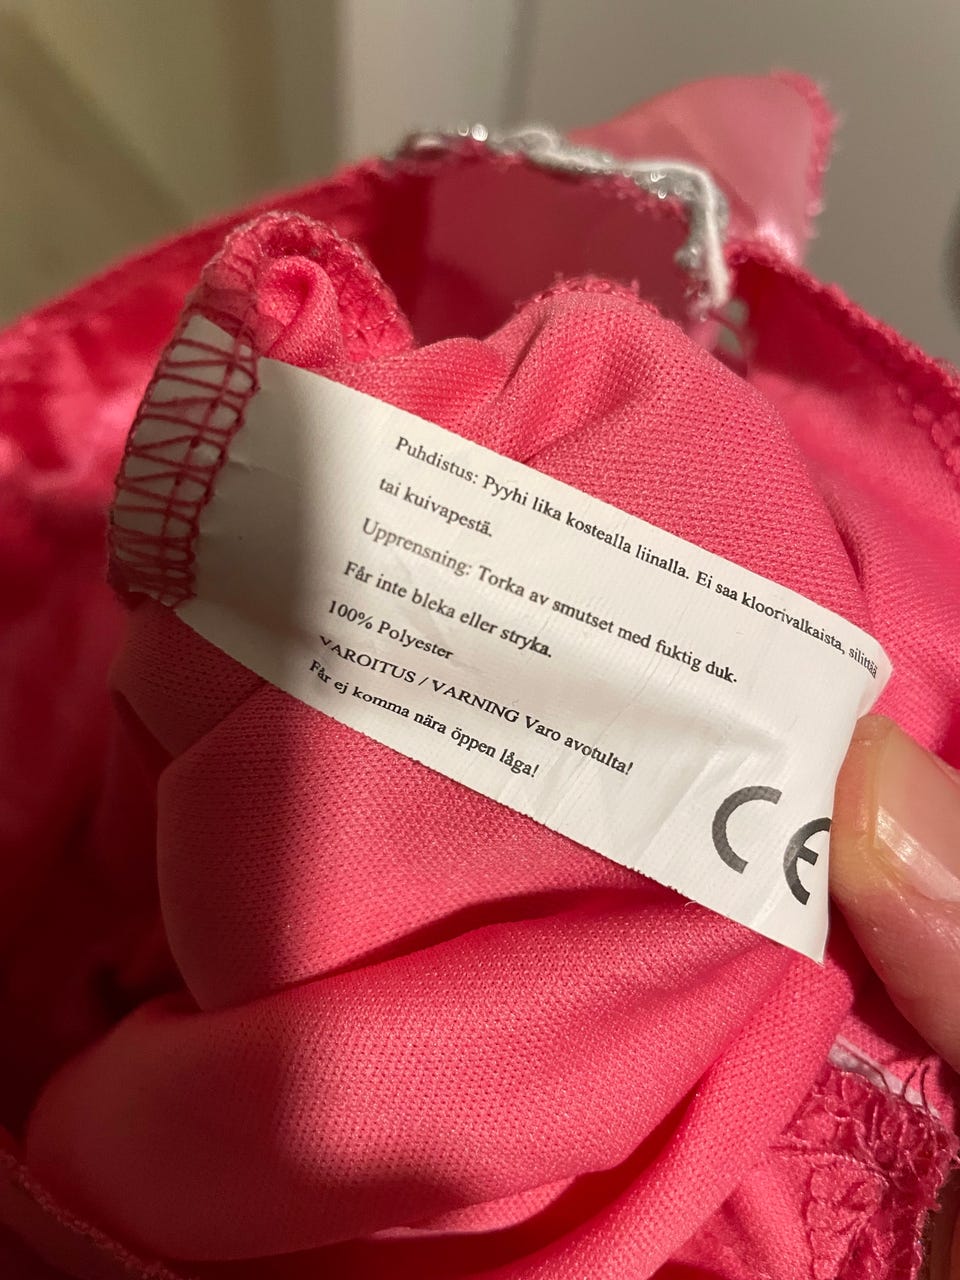 Puhdistus: Pyyhi lika kostealla liinalla. Ei saa kloorivalkaista, silittää
tai kuivapestä.
Upprensning: Torka av smutset med fuktig duk.
Får inte bleka eller stryka.
100% Polyester
VAROITUS / VARNING Varo avotulta!
Får ej komma nära öppen låga!
CE